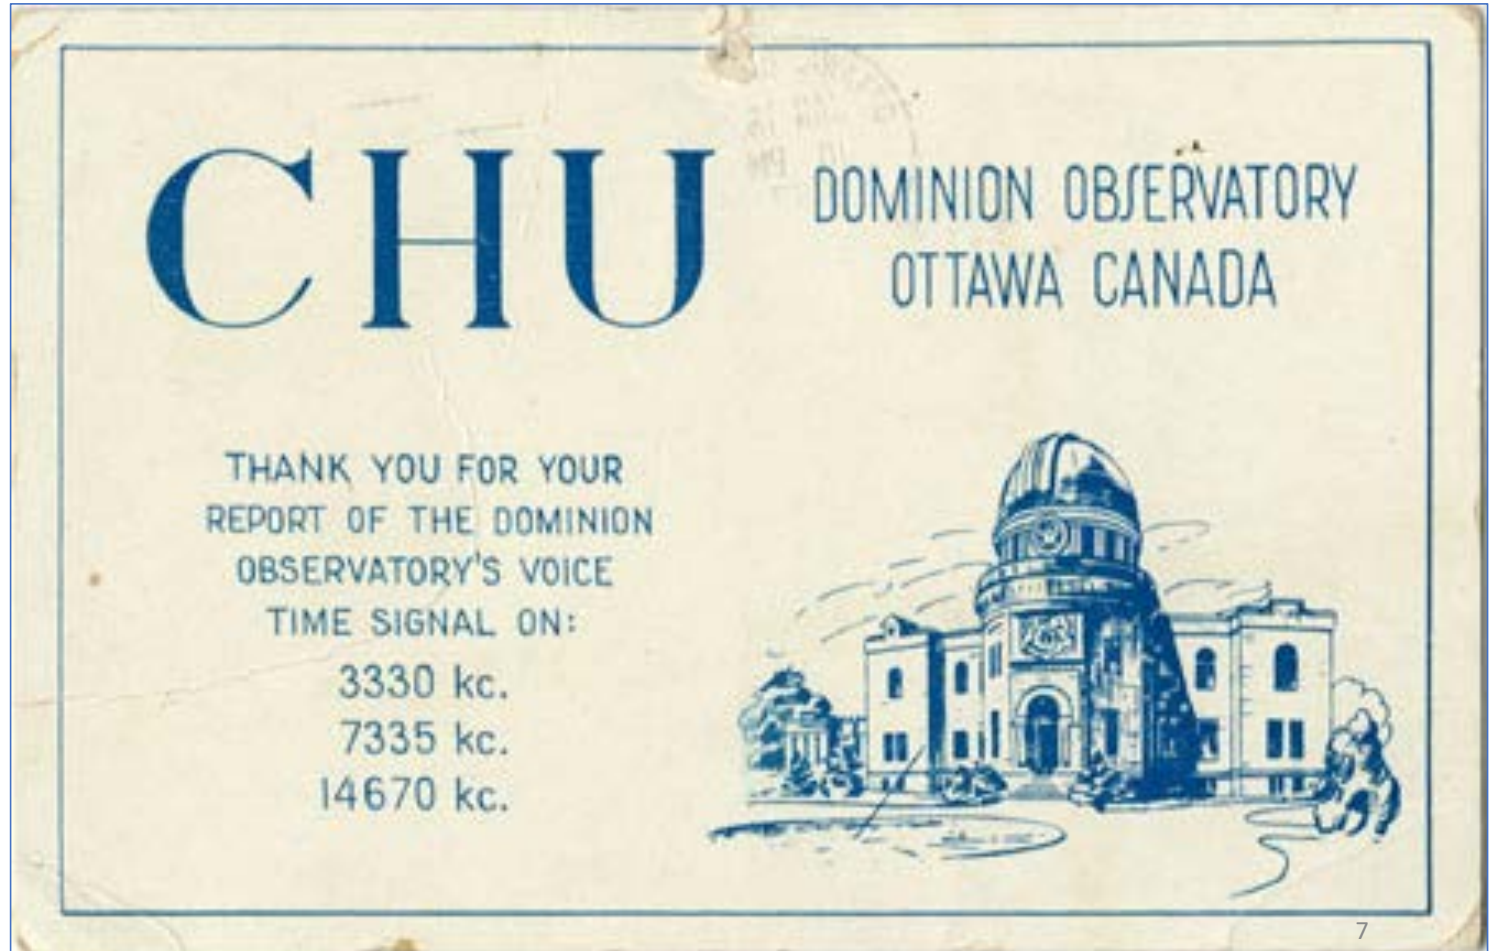 CHU
DOMINION OBSERVATORY
OTTAWA CANADA
THANK YOU FOR YOUR
REPORT OF THE DOMINION
OBSERVATORY'S VOICE
TIME SIGNAL ON:
3330 kc.
7335 kc.
14670 kc.
7